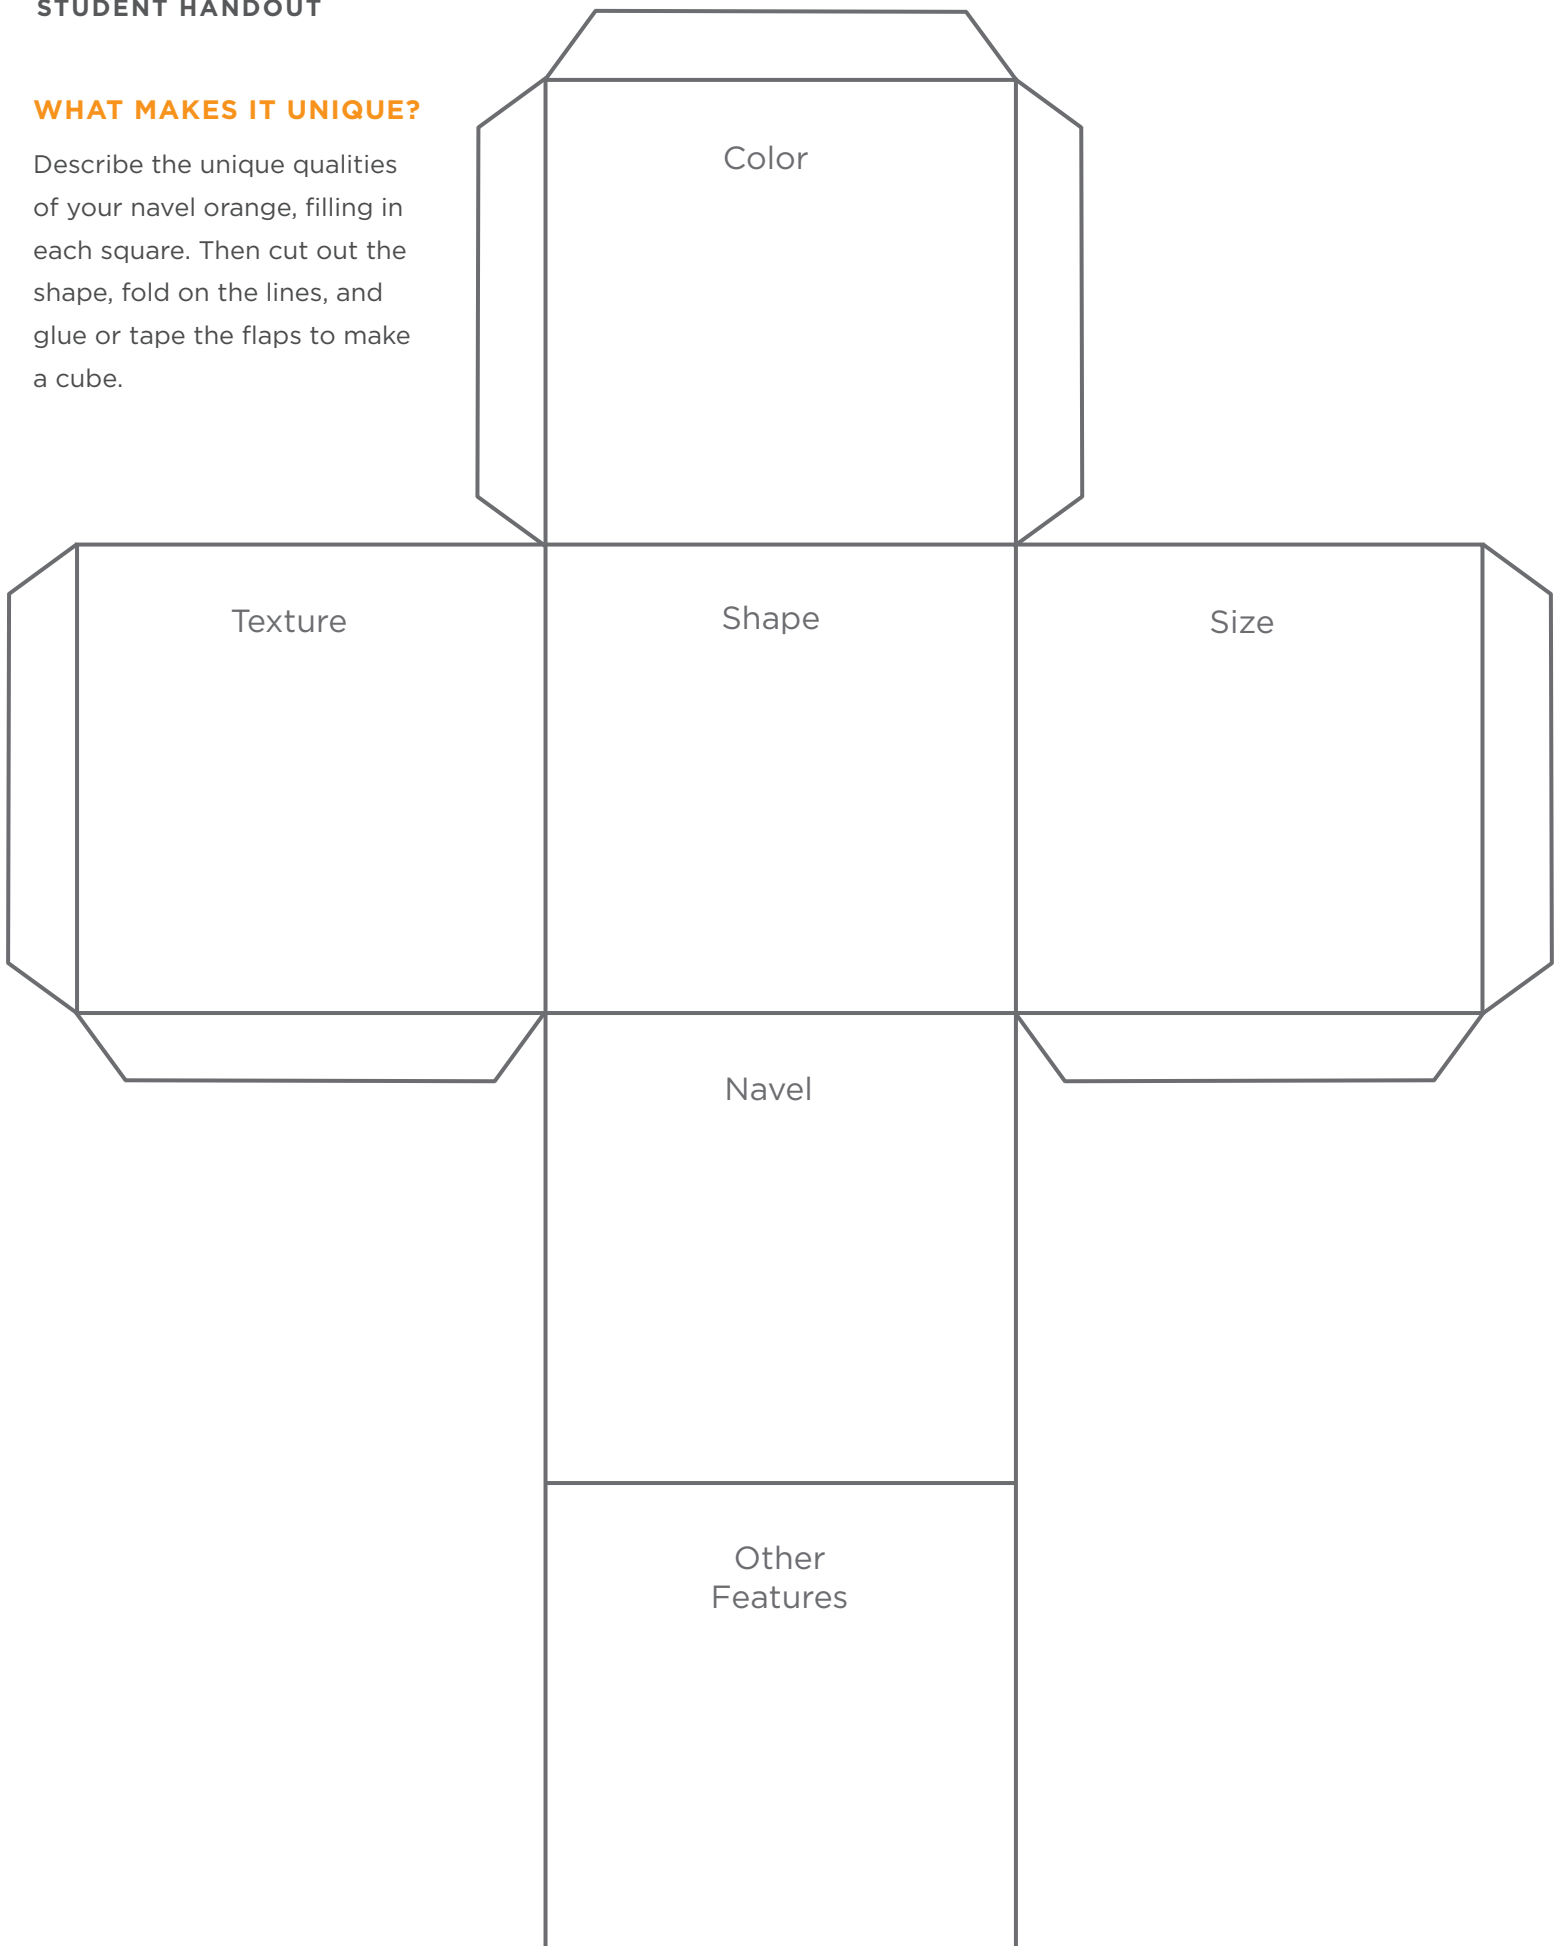 STUDENT HANDOUT
WHAT MAKES IT UNIQUE?
Describe the unique qualities
of your navel orange, filling in
each square. Then cut out the
shape, fold on the lines, and
glue or tape the flaps to make
a cube.
Color
Texture
Shape
Size
Navel
Other
Features